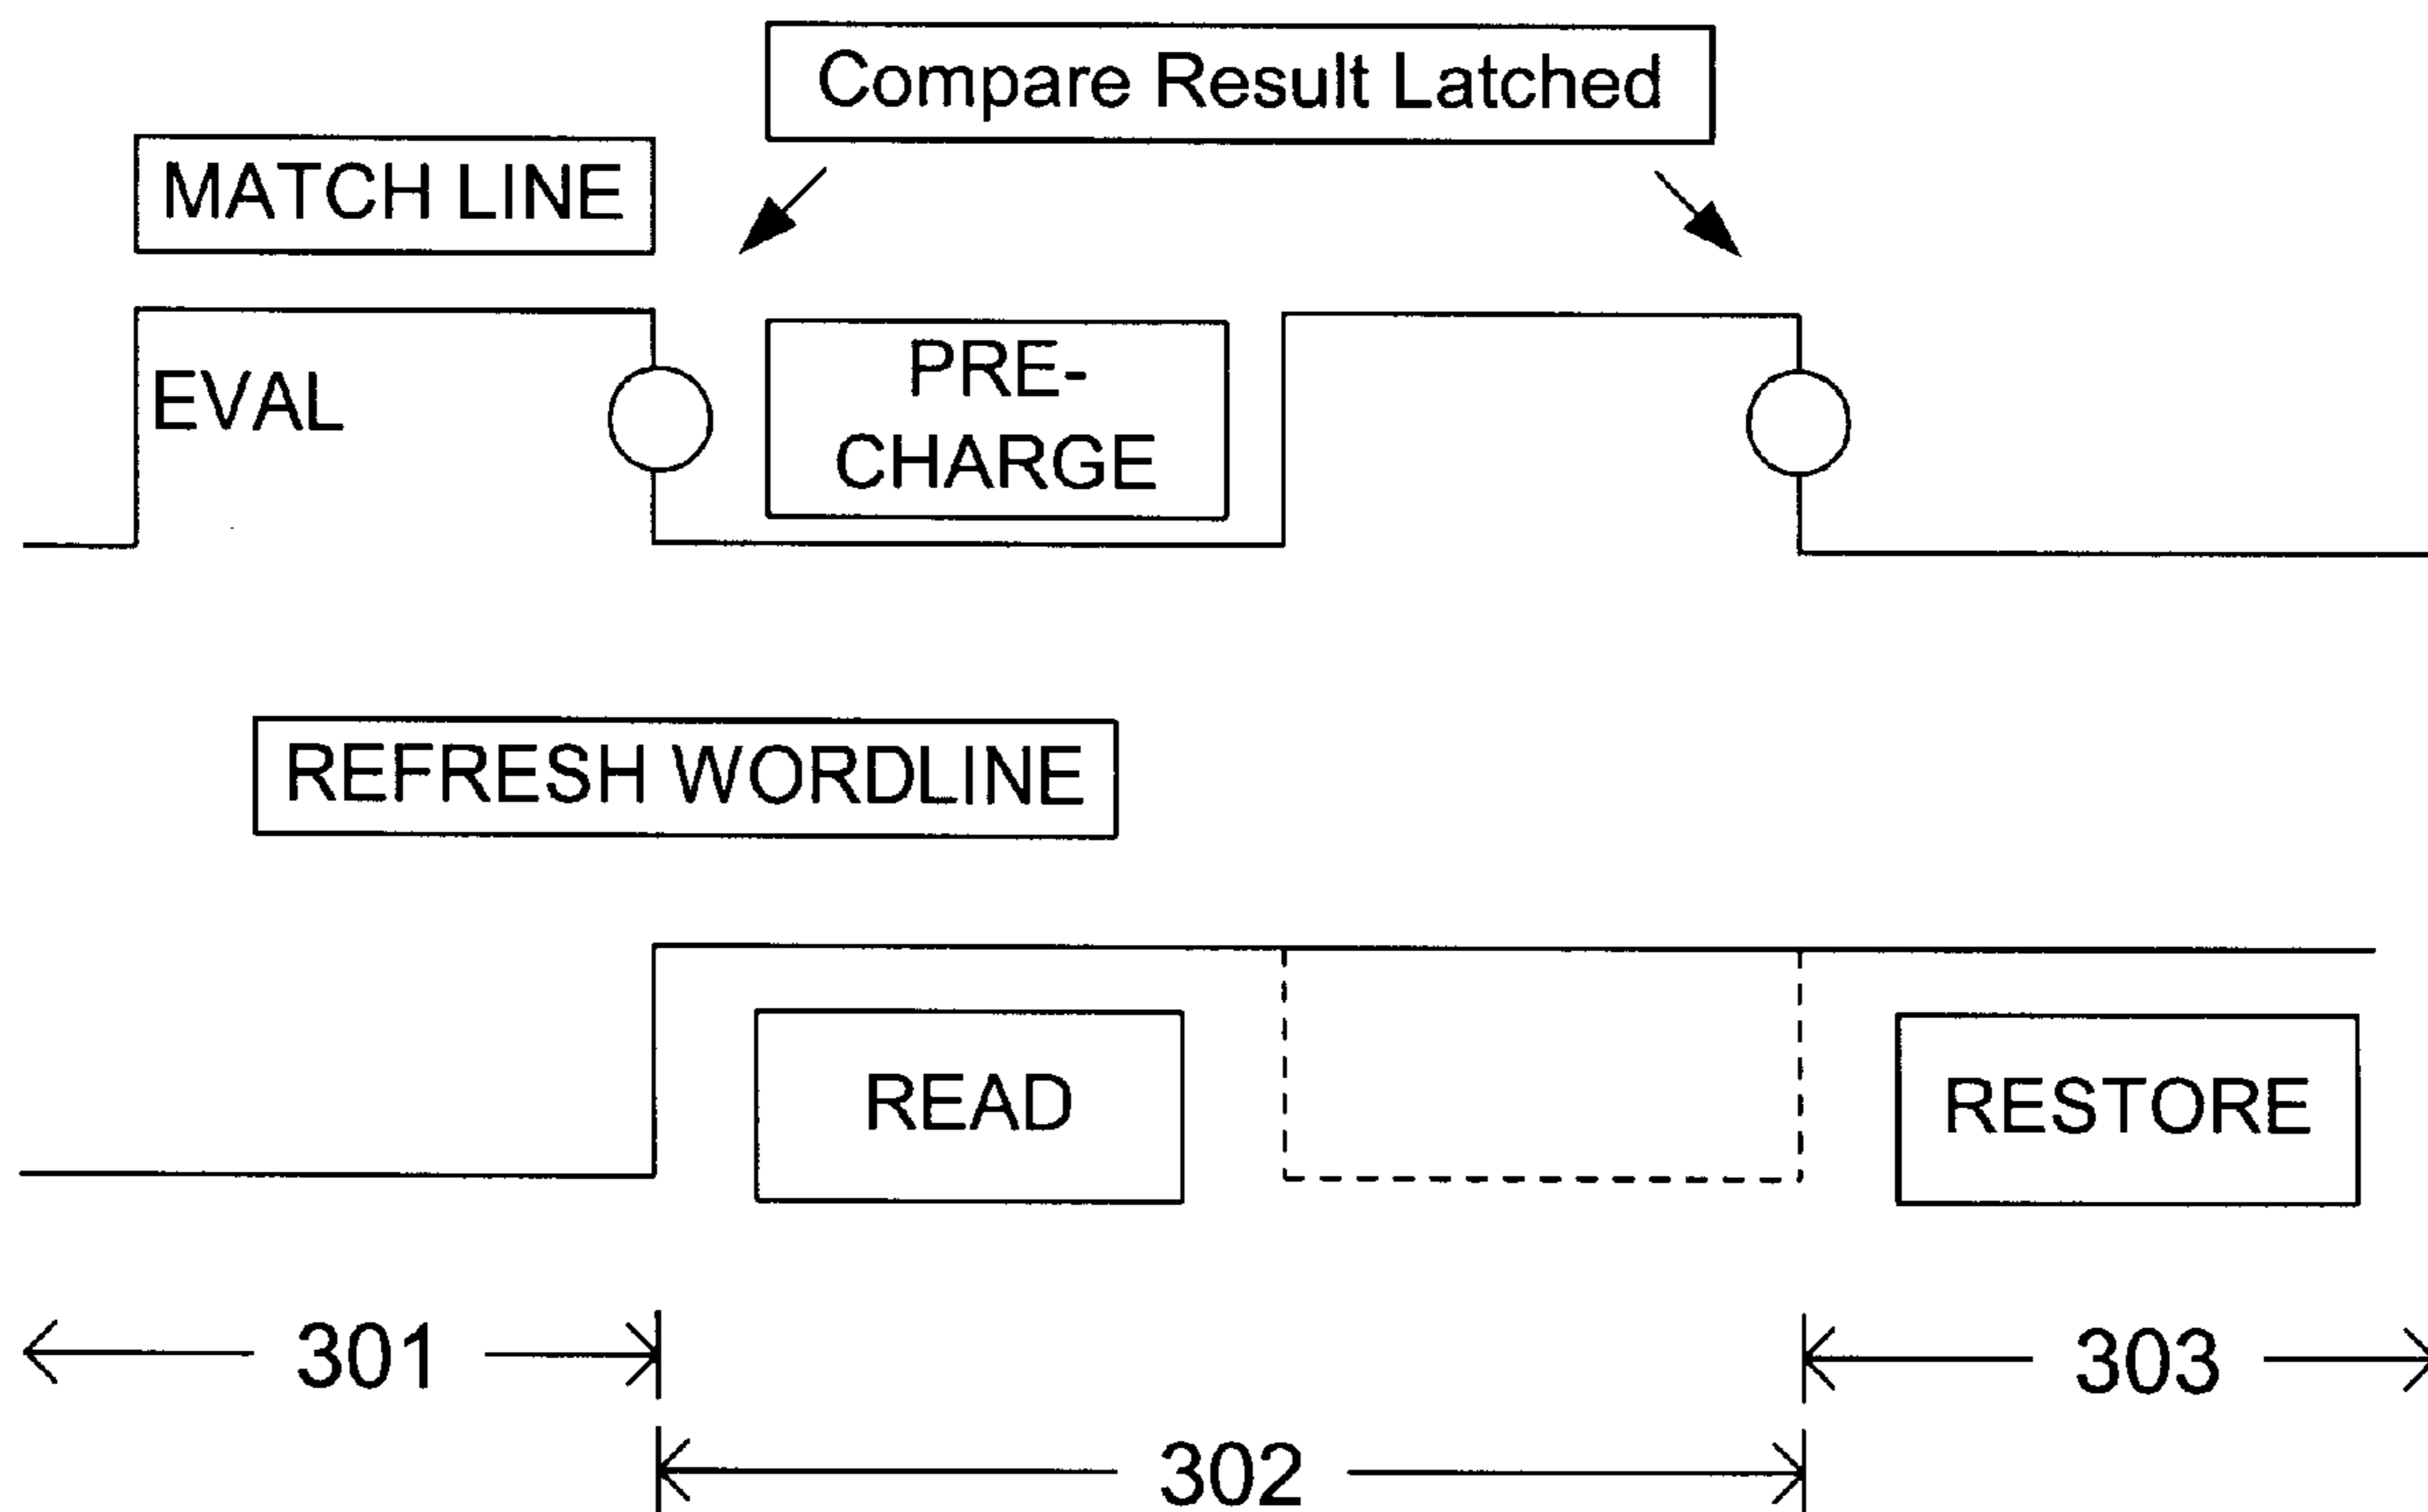 Compare Result Latched
MATCH LINE
EVAL
PRE-
CHARGE
REFRESH WORDLINE
READ
RESTORE
301
303
302